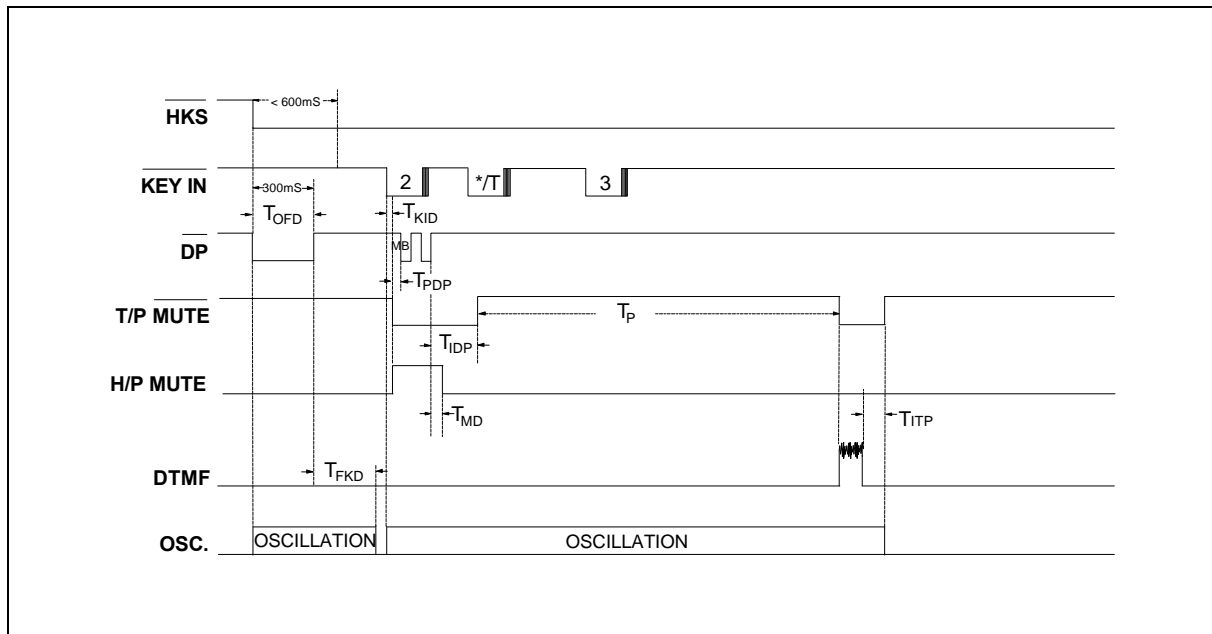 < 600mS
HKS
KEY IN
2
*/T
3
300mS
TOFD
TKID
DP
MB
TPDP
T/P MUTE
TP
TIDP
H/P MUTE
TMD
TITP
TFKD
DTMF
OSC.
OSCILLATION
OSCILLATION